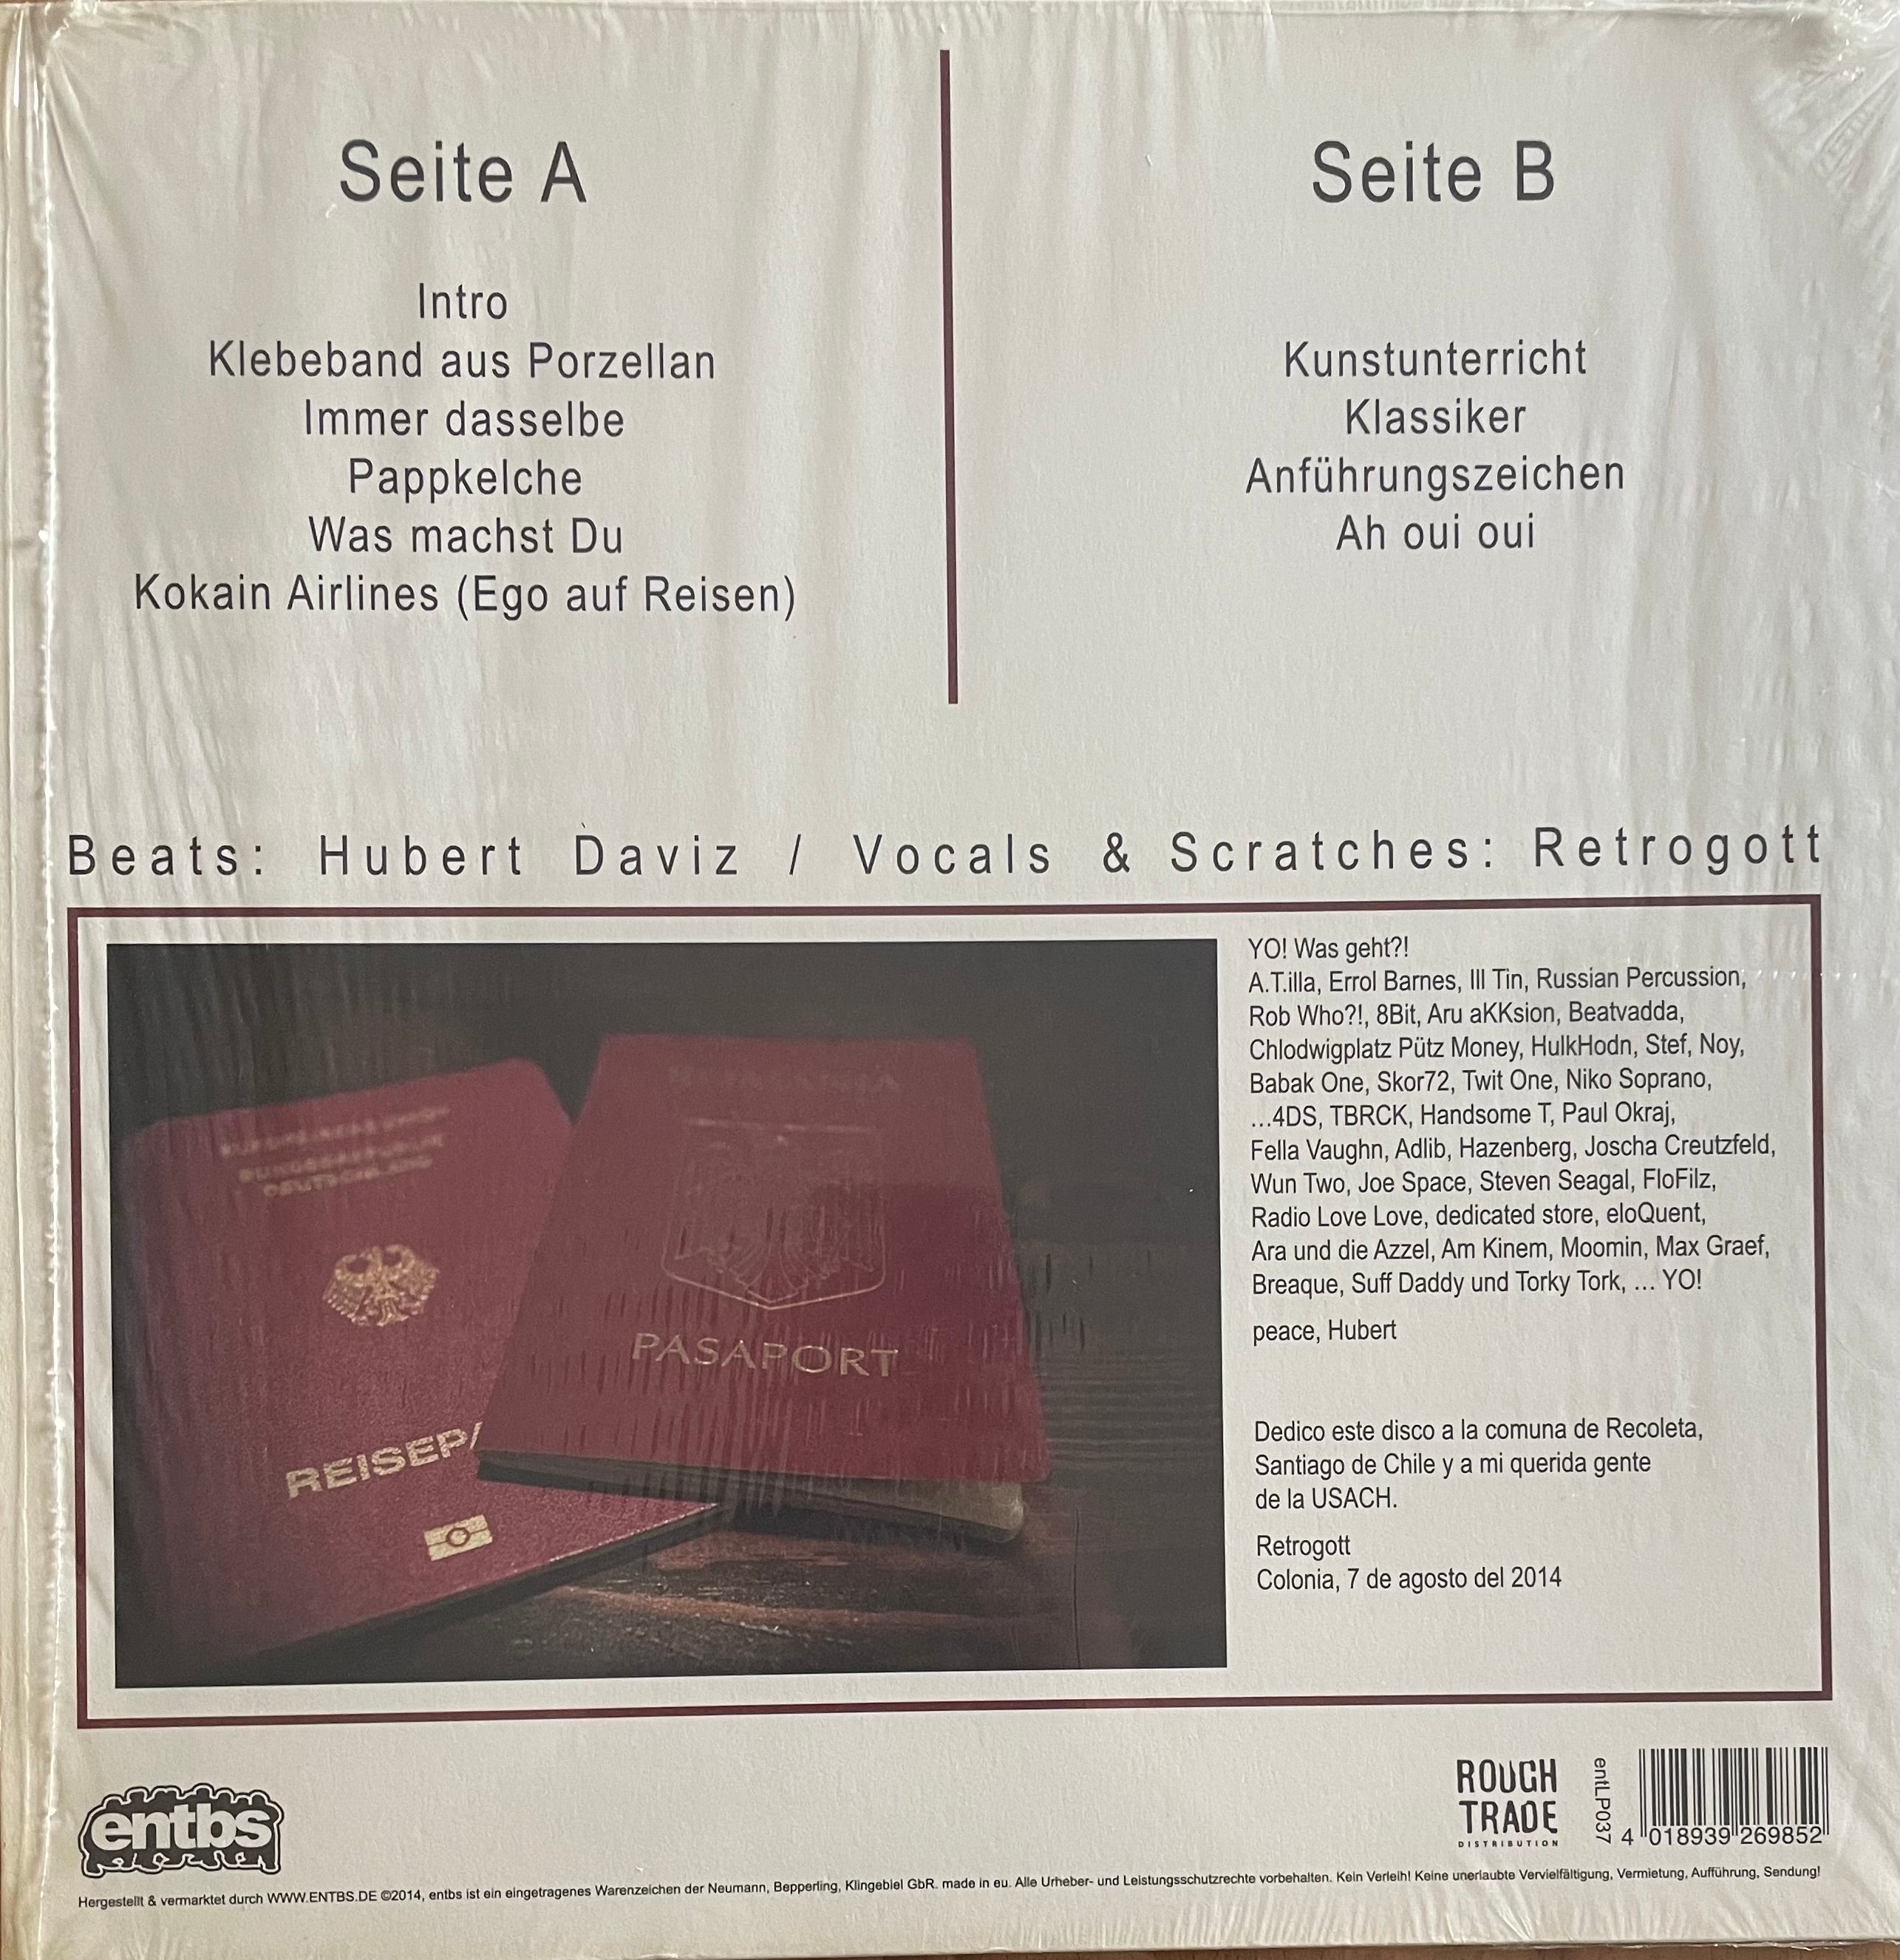 Seite A
Intro
Klebeband aus Porzellan
Immer dasselbe
Pappkelche
Was machst Du
Kokain Airlines (Ego auf Reisen)
Seite B
Kunstunterricht
Klassiker
Anführungszeichen
Ah oui oui
Beats: Hubert Daviz / Vocals & Scratches: Retrogott
BUNDESREPUBLIK
DEUTSCHLAND
REISEP
PASAPORT
YO! Was geht?!
A.T.illa, Errol Barnes, Ill Tin, Russian Percussion,
Rob Who?!, 8Bit, Aru aKKsion, Beatvadda,
Chlodwigplatz Pütz Money, HulkHodn, Stef, Noy,
Babak One, Skor72, Twit One, Niko Soprano,
...4DS, TBRCK, Handsome T, Paul Okraj,
Fella Vaughn, Adlib, Hazenberg, Joscha Creutzfeld,
Wun Two, Joe Space, Steven Seagal, FloFilz,
Radio Love Love, dedicated store, eloQuent,
Ara und die Azzel, Am Kinem, Moomin, Max Graef,
Breaque, Suff Daddy und Torky Tork, ... YO!
peace, Hubert
Dedico este disco a la comuna de Recoleta,
Santiago de Chile y a mi querida gente
de la USACH.
Retrogott
Colonia, 7 de agosto del 2014
entbs
ROUGH
TRADE
DISTRIBUTION
entLP037
4 018939 269852
Hergestellt & vermarktet durch WWW.ENTBS.DE ©2014, entbs ist ein eingetragenes Warenzeichen der Neumann, Bepperling, Klingebiel GbR. made in eu. Alle Urheber- und Leistungsschutzrechte vorbehalten. Kein Verleih! Keine unerlaubte Vervielfältigung, Vermietung, Aufführung, Sendung!